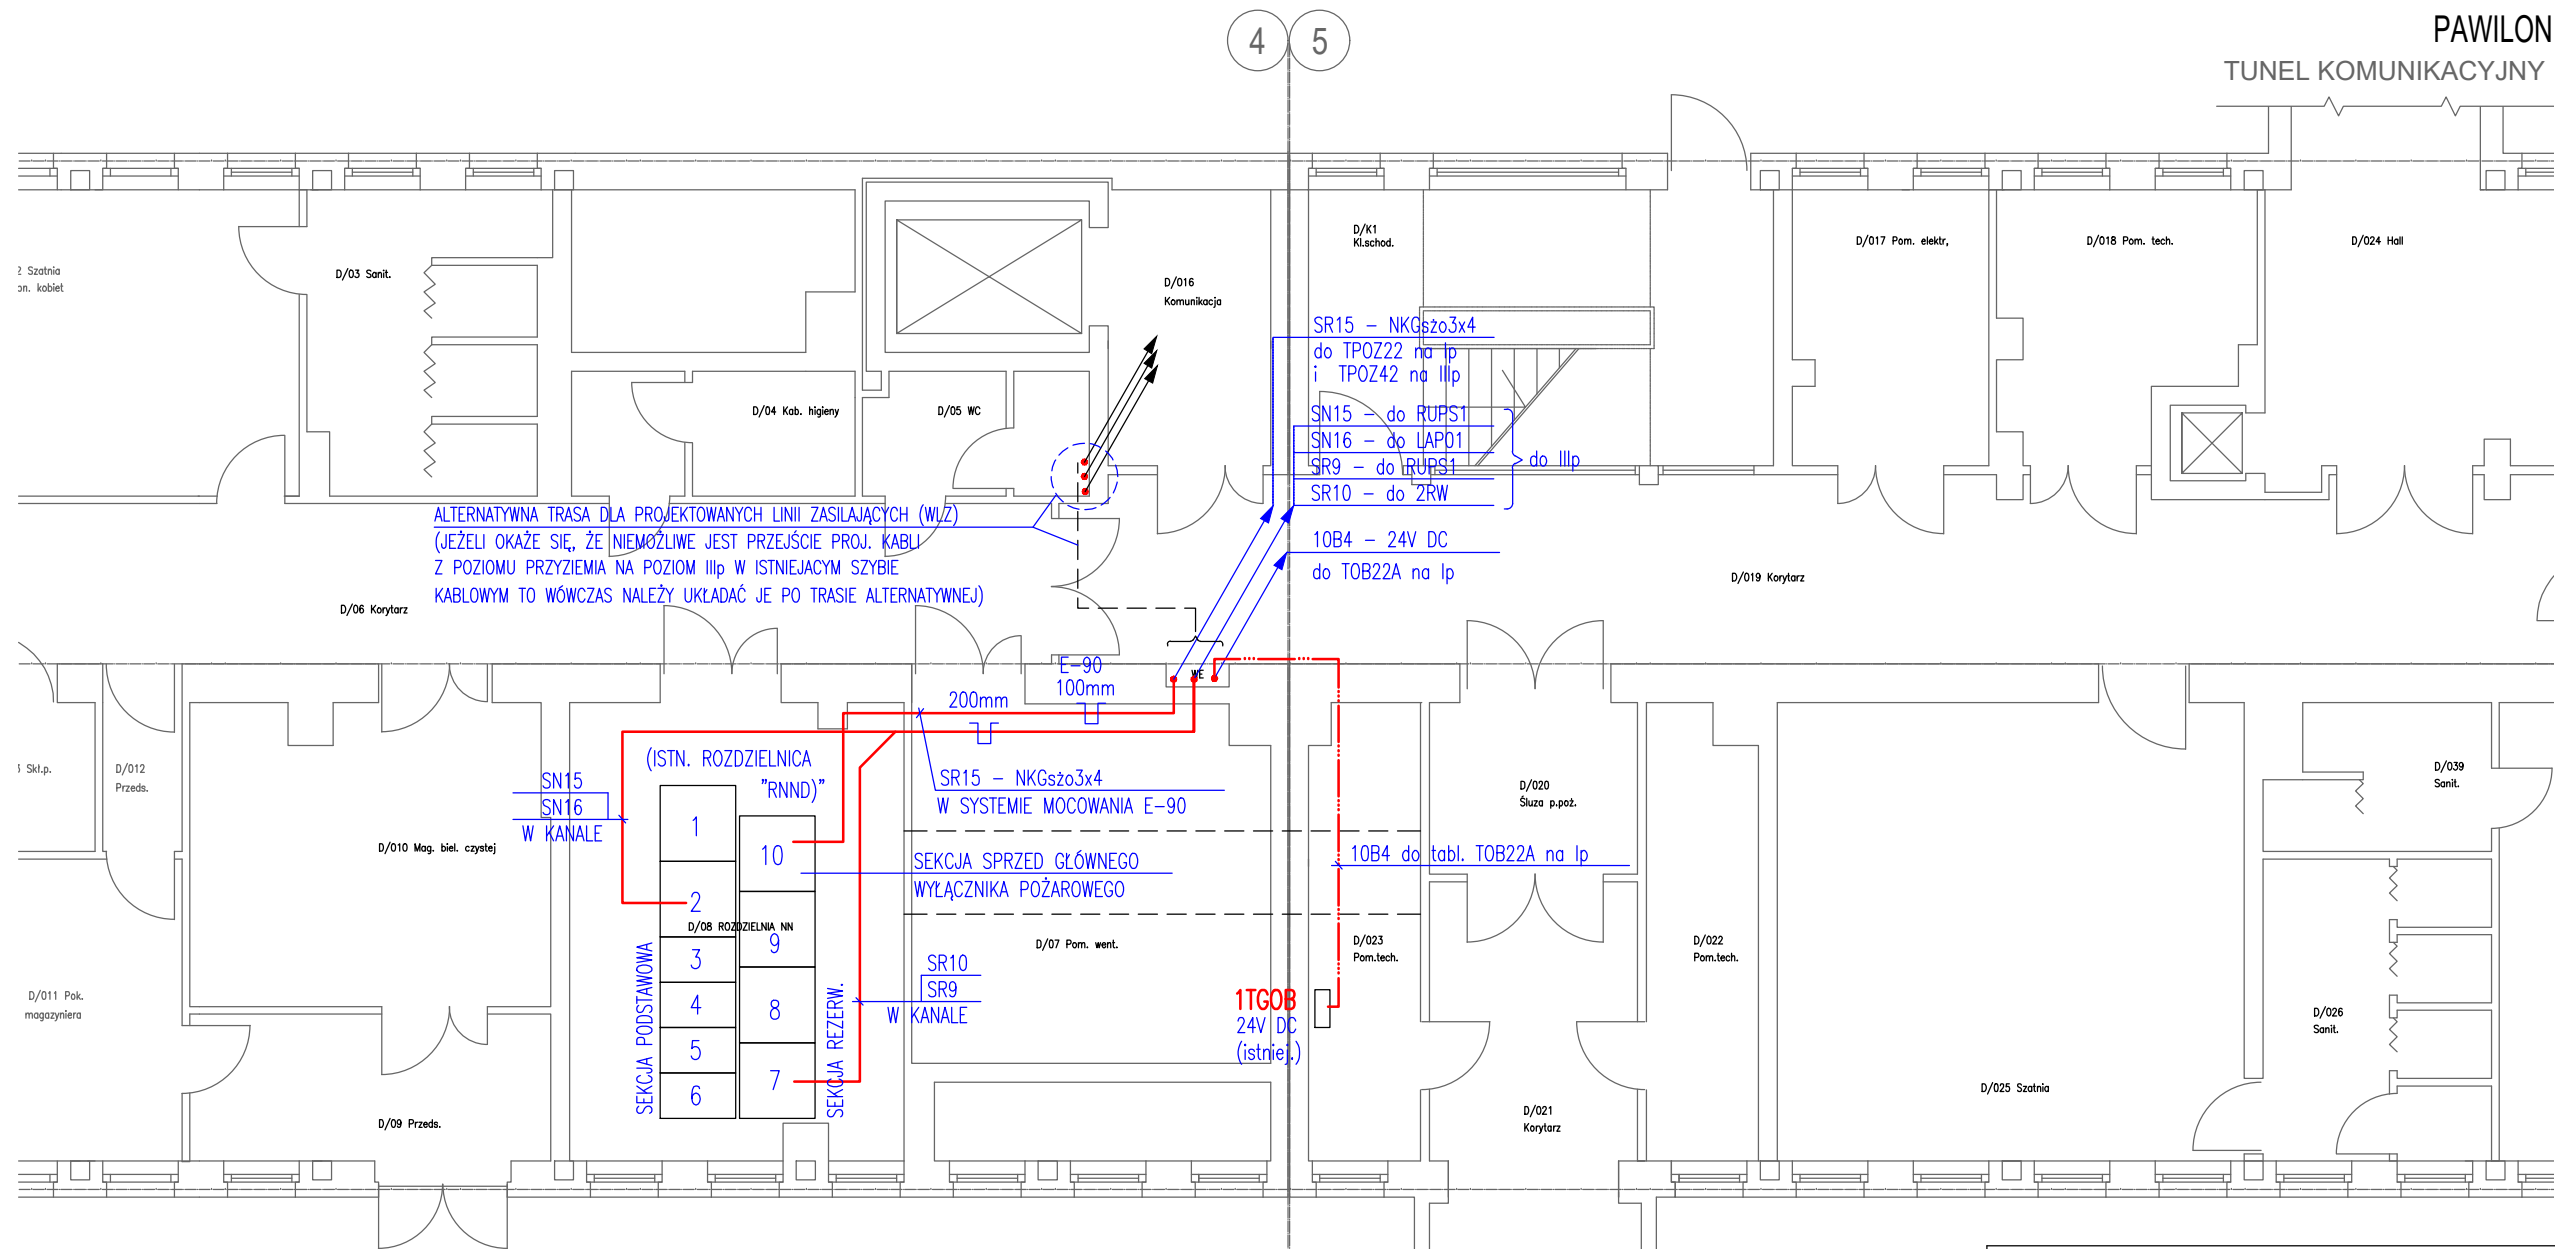 4
5
PAWILON
TUNEL KOMUNIKACYJNY
2 Szatnia
on. kobiet
D/03 Sanit.
D/04 Kab. higieny
D/05 WC
D/016
Komunikacja
D/K1
Kl.schod.
D/017 Pom. elektr,
D/018 Pom. tech.
D/024 Hall
SR15 - NKGsżo3x4
do TPOZ22 na Ip
i TPOZ42 na IIIp
SN15 - do RUPS1
SN16 - do LAP01
SR9 - do RUPS1
SR10 - do 2RW
do IIIp
10B4 - 24V DC
do TOB22A na Ip
ALTERNATYWNA TRASA DLA PROJEKTOWANYCH LINII ZASILAJĄCYCH (WLZ)
(JEŻELI OKAŻE SIĘ, ŻE NIEMOŻLIWE JEST PRZEJŚCIE PROJ. KABLI
Z POZIOMU PRZYZIEMIA NA POZIOM IIIp W ISTNIEJACYM SZYBIE
KABLOWYM TO WÓWCZAS NALEŻY UKŁADAĆ JE PO TRASIE ALTERNATYWNEJ)
D/06 Korytarz
D/019 Korytarz
E-90
100mm
200mm
WE
(ISTN. ROZDZIELNICA
"RNND)"
SN15
SN16
W KANALE
SR15 - NKGsżo3x4
W SYSTEMIE MOCOWANIA E-90
SEKCJA SPRZED GŁÓWNEGO
WYŁĄCZNIKA POŻAROWEGO
10B4 do tabl. TOB22A na Ip
3 Skł.p.
D/012
Przeds.
D/010 Mag. biel. czystej
D/011 Pok.
magazyniera
D/09 Przeds.
D/08 ROZDZIELNIA NN
1
2
3
4
5
6
10
9
8
7
SEKCJA PODSTAWOWA
SEKCJA REZERW.
SR10
SR9
W KANALE
D/07 Pom. went.
1TGOB
24V DC
(istniej.)
D/023
Pom.tech.
D/020
Śluza p.poż.
D/022
Pom.tech.
D/021
Korytarz
D/025 Szatnia
D/039
Sanit.
D/026
Sanit.